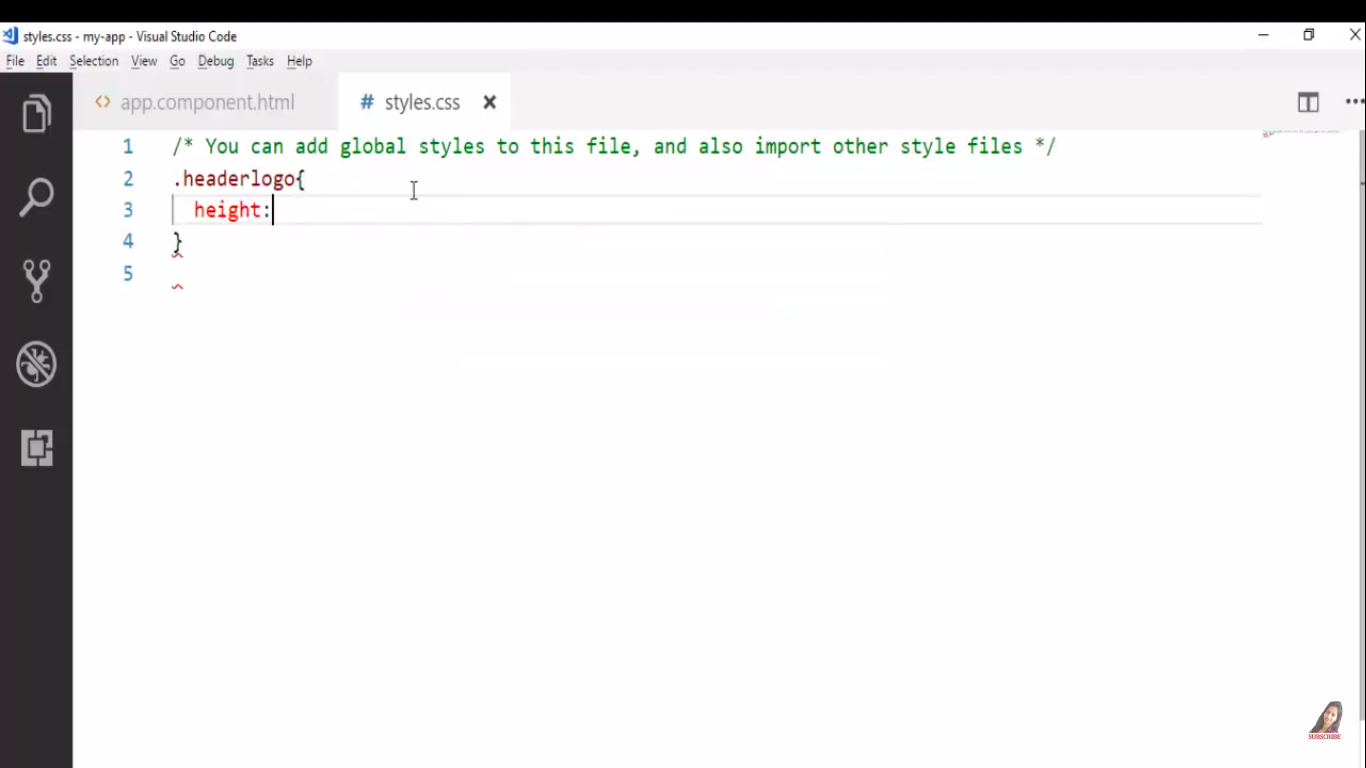 styles.css - my-app - Visual Studio Code
File Edit Selection View Go Debug Tasks Help
<> app.component.html # styles.css
1 /* You can add global styles to this file, and also import other style files */
2 .headerlogo{
3 height:
4 }
5
SUBSCRIBE